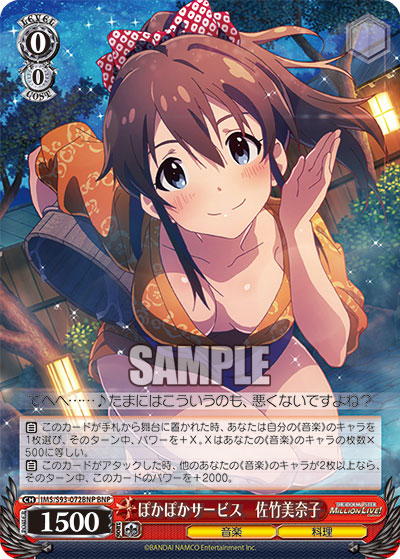 LEVEL
0
0
COST
SAMPLE
てへへ……♪たまにはこういうのも、悪くないですよね？
自 このカードが手札から舞台に置かれた時、あなたは自分の《音楽》のキャラを
1枚選び、そのターン中、パワーを＋X。Xはあなたの《音楽》のキャラの枚数×
500に等しい。
自 このカードがアタックした時、他のあなたの《音楽》のキャラが2枚以上なら、
そのターン中、このカードのパワーを＋2000。
CH IMS/S93-072BNP BNP
1500
ぽかぽかサービス 佐竹美奈子
音楽
料理
THE IDOLM@STER
MILLION LIVE!
©BANDAI NAMCO Entertainment Inc.